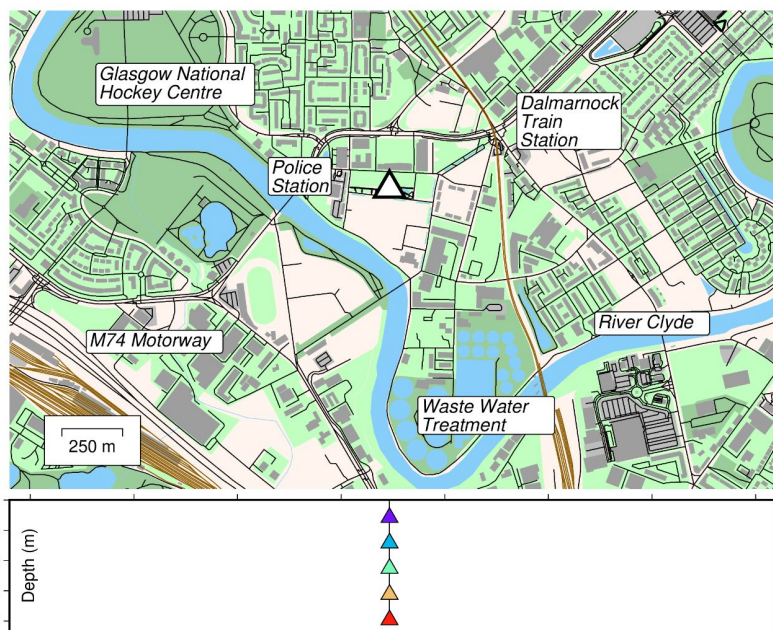 Glasgow National
Hockey Centre
Dalmarnock
Train
Station
Police
Station
River Clyde
M74 Motorway
Waste Water
Treatment
250 m
Depth (m)